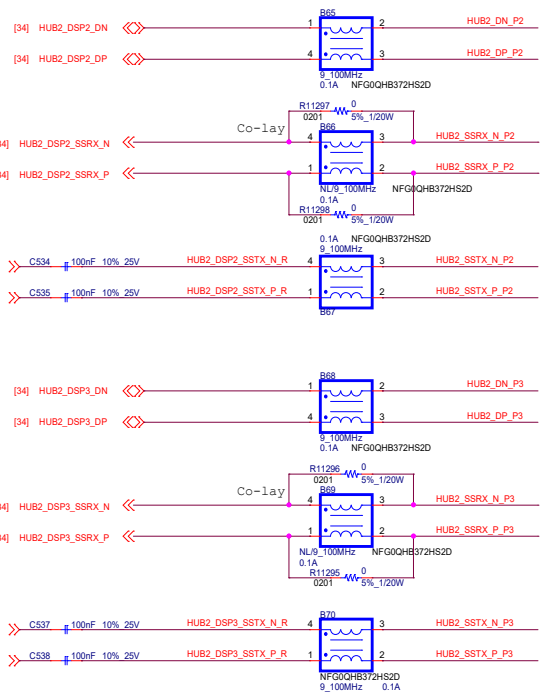 B65
[34] HUB2_DSP2_DN 1 2 HUB2_DN_P2
[34] HUB2_DSP2_DP 4 3 HUB2_DP_P2
9_100MHz
0.1A NFG0QHB372HS2D
R11297 0
0201 5%_1/20W
Co-lay B66
34] HUB2_DSP2_SSRX_N 4 3 HUB2_SSRX_N_P2
34] HUB2_DSP2_SSRX_P 1 2 HUB2_SSRX_P_P2
NL/9_100MHz NFG0QHB372HS2D
0.1A
R11298 0
0201 5%_1/20W
0.1A NFG0QHB372HS2D
9_100MHz
C534 100nF 10% 25V HUB2_DSP2_SSTX_N_R 4 3 HUB2_SSTX_N_P2
C535 100nF 10% 25V HUB2_DSP2_SSTX_P_R 1 2 HUB2_SSTX_P_P2
B67
B68
[34] HUB2_DSP3_DN 1 2 HUB2_DN_P3
[34] HUB2_DSP3_DP 4 3 HUB2_DP_P3
9_100MHz
0.1A NFG0QHB372HS2D
R11296 0
0201 5%_1/20W
Co-lay B69
34] HUB2_DSP3_SSRX_N 4 3 HUB2_SSRX_N_P3
34] HUB2_DSP3_SSRX_P 1 2 HUB2_SSRX_P_P3
NL/9_100MHz NFG0QHB372HS2D
0.1A
R11295 0
0201 5%_1/20W
B70
C537 100nF 10% 25V HUB2_DSP3_SSTX_N_R 4 3 HUB2_SSTX_N_P3
C538 100nF 10% 25V HUB2_DSP3_SSTX_P_R 1 2 HUB2_SSTX_P_P3
NFG0QHB372HS2D
9_100MHz 0.1A